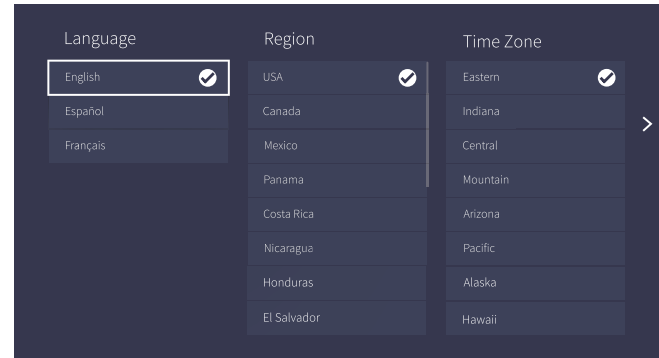 Language
English
Español
Français
Region
USA
Canada
Mexico
Panama
Costa Rica
Nicaragua
Honduras
El Salvador
Time Zone
Eastern
Indiana
Central
Mountain
Arizona
Pacific
Alaska
Hawaii